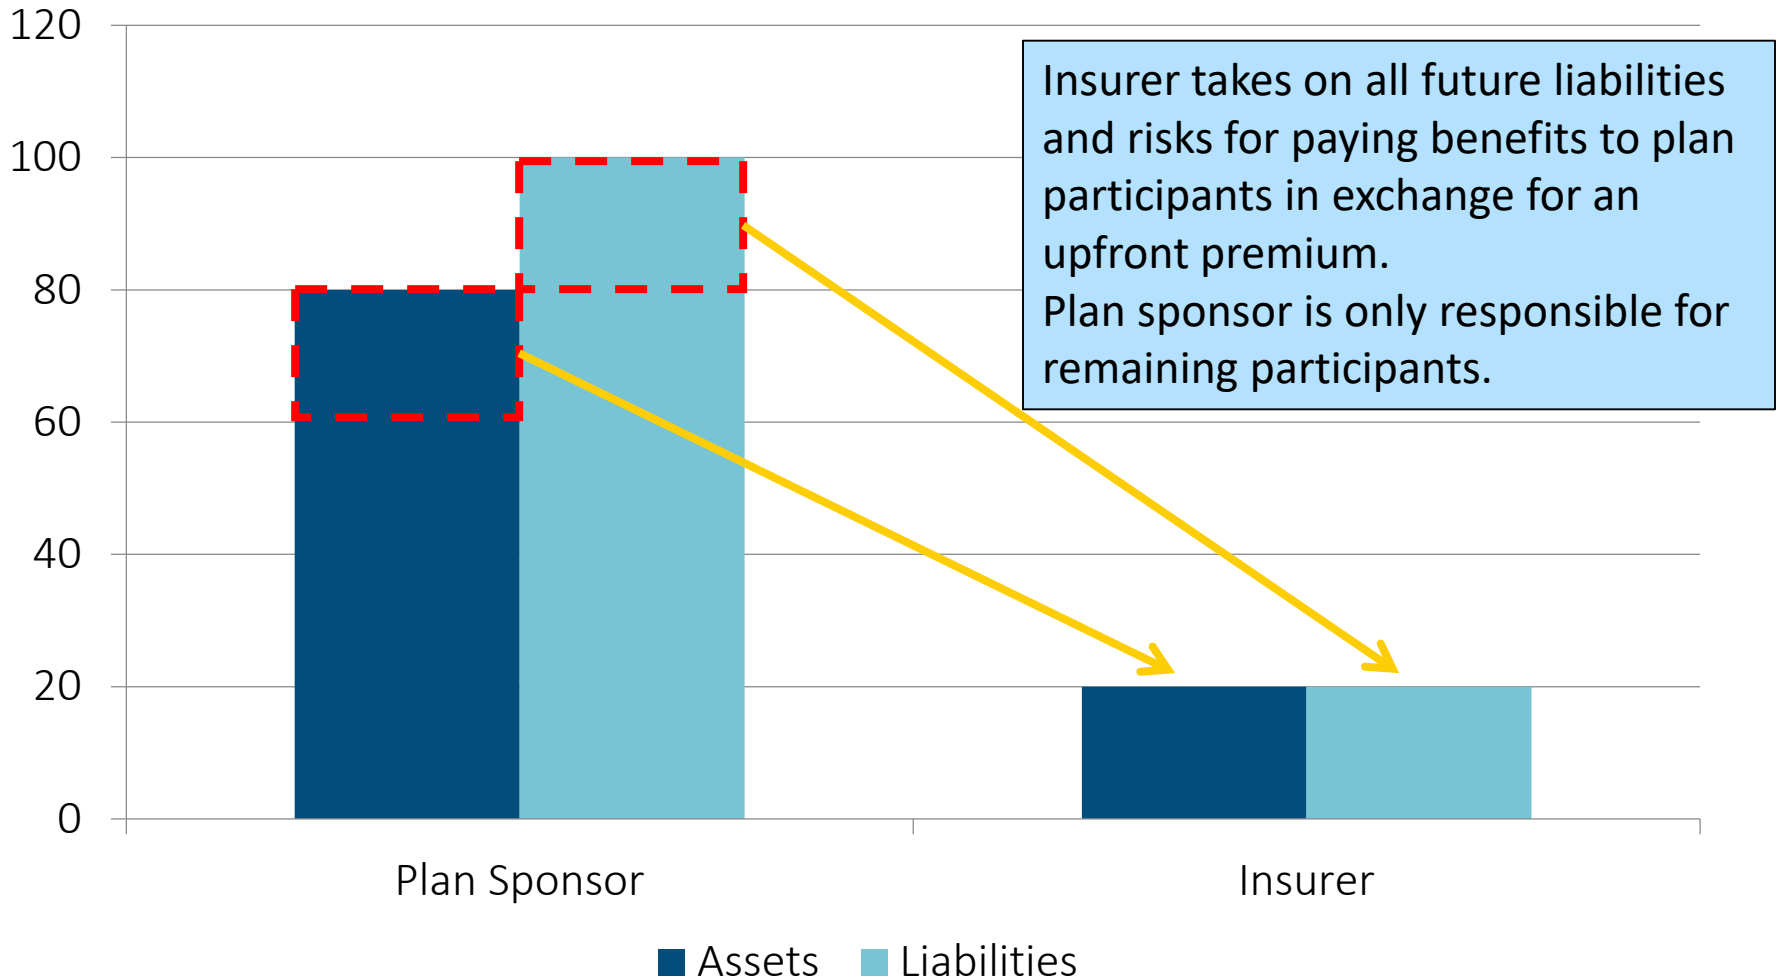 120
100
80
60
40
20
0
Insurer takes on all future liabilities
and risks for paying benefits to plan
participants in exchange for an
upfront premium.
Plan sponsor is only responsible for
remaining participants.
Plan Sponsor
Insurer
Assets
Liabilities